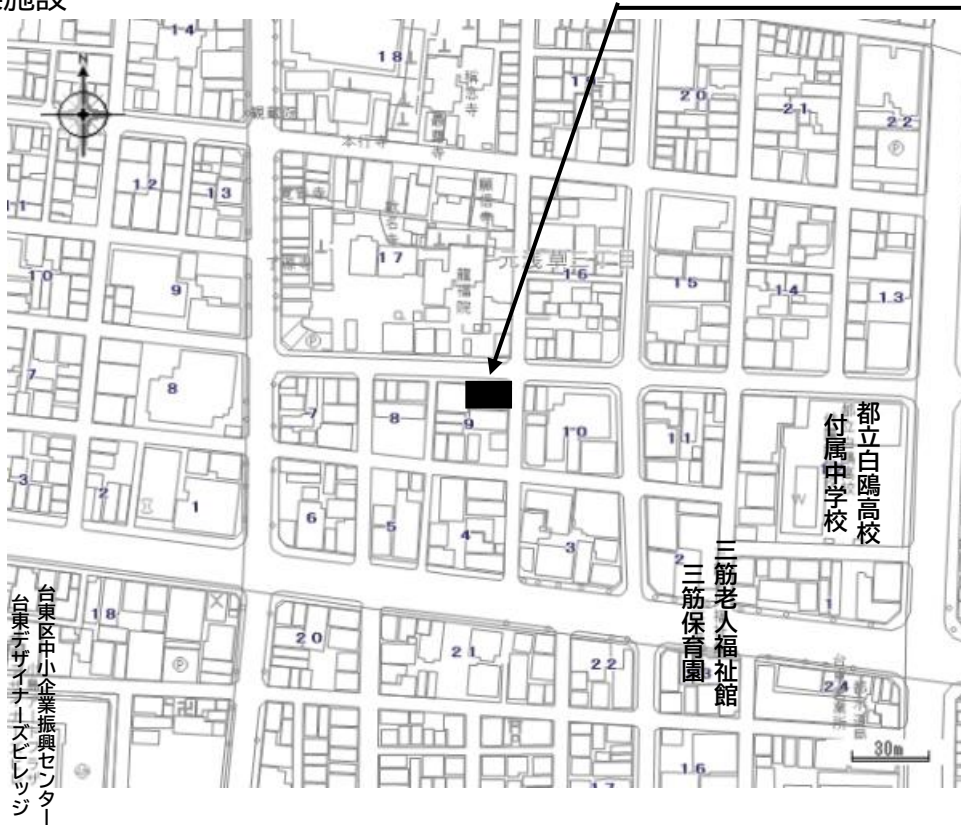 施設
N
14
18
19
20
21
22
P
称念寺
本行寺
12
13
11
10
9
17
龍福院
元浅草三丁目
16
15
14
13
P
7
8
7
8
9
10
11
都立白鴎高校
付属中学校
W
3
2
1
6
5
4
3
2
1
三筋老人福祉館
三筋保育園
18
P
20
21
22
24
16
17
30m
台東区中小企業振興センター
台東デザイナーズビレッジ